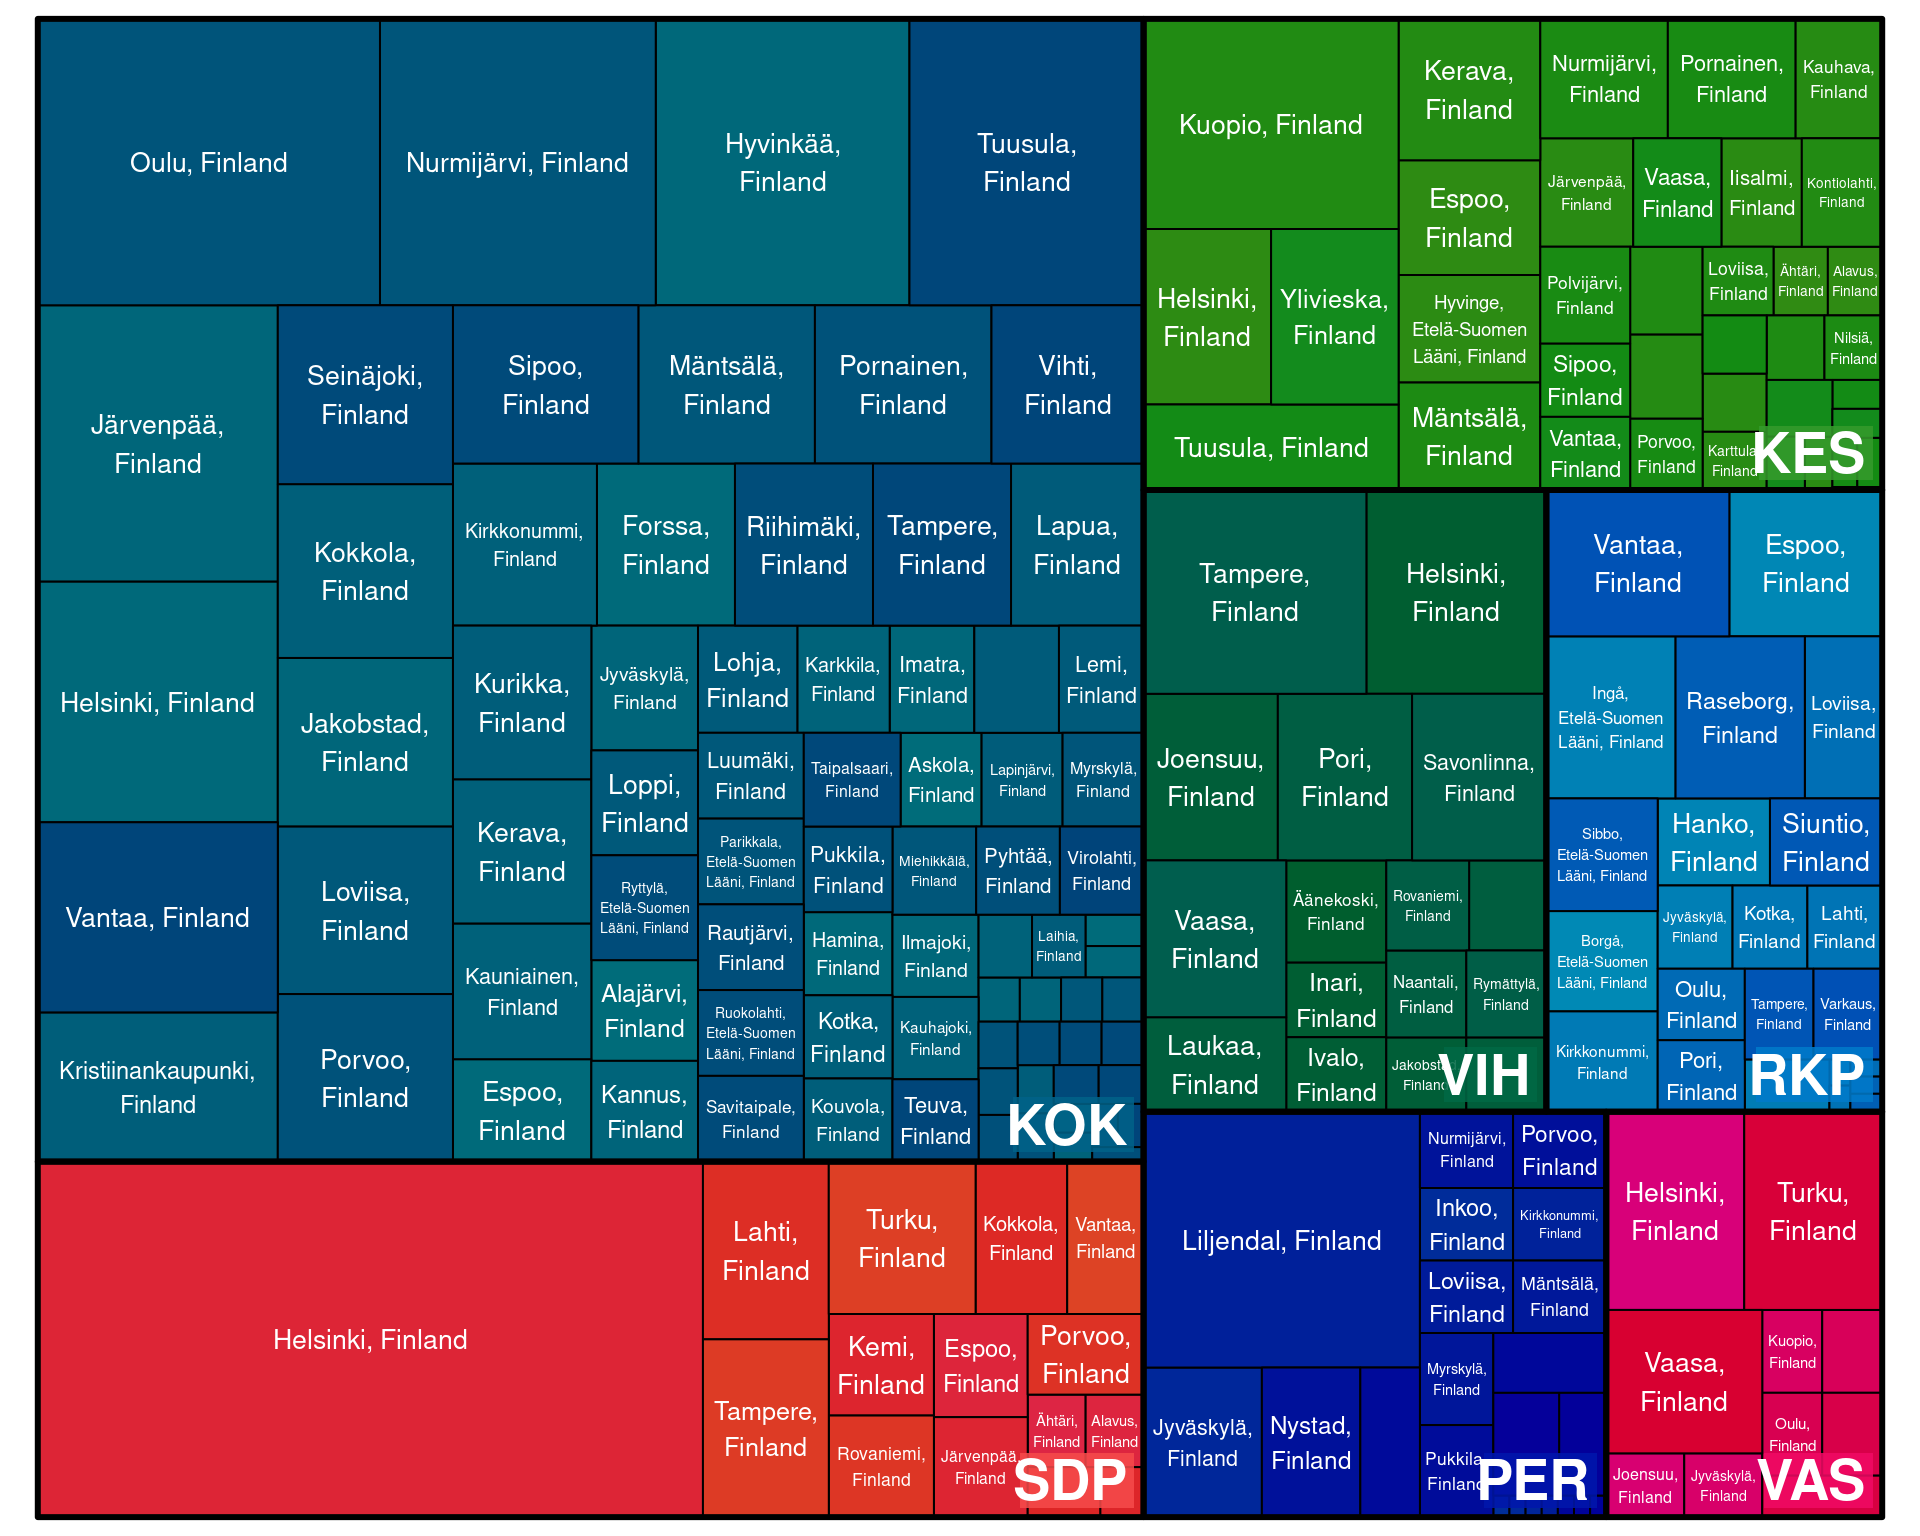 Oulu, Finland
Nurmijärvi, Finland
Hyvinkää,
Finland
Tuusula,
Finland
Järvenpää,
Finland
Seinäjoki,
Finland
Sipoo,
Finland
Mäntsälä,
Finland
Pornainen,
Finland
Vihti,
Finland
Kokkola,
Finland
Kirkkonummi,
Finland
Forssa,
Finland
Riihimäki,
Finland
Tampere,
Finland
Lapua,
Finland
Helsinki, Finland
Jakobstad,
Finland
Kurikka,
Finland
Jyväskylä,
Finland
Lohja,
Finland
Karkkila,
Finland
Imatra,
Finland
Lemi,
Finland
Loppi,
Finland
Luumäki,
Finland
Taipalsaari,
Finland
Askola,
Finland
Lapinjärvi,
Finland
Myrskylä,
Finland
Vantaa, Finland
Loviisa,
Finland
Kerava,
Finland
Ryttylä,
Etelä-Suomen
Lääni, Finland
Parikkala,
Etelä-Suomen
Lääni, Finland
Pukkila,
Finland
Miehikkälä,
Finland
Pyhtää,
Finland
Virolahti,
Finland
Rautjärvi,
Finland
Hamina,
Finland
Ilmajoki,
Finland
Laihia,
Finland
Kauniainen,
Finland
Alajärvi,
Finland
Ruokolahti,
Etelä-Suomen
Lääni, Finland
Kotka,
Finland
Kauhajoki,
Finland
Kristiinankaupunki,
Finland
Porvoo,
Finland
Espoo,
Finland
Kannus,
Finland
Savitaipale,
Finland
Kouvola,
Finland
Teuva,
Finland
KOK
Kuopio, Finland
Kerava,
Finland
Nurmijärvi,
Finland
Pornainen,
Finland
Kauhava,
Finland
Espoo,
Finland
Järvenpää,
Finland
Vaasa,
Finland
Iisalmi,
Finland
Kontiolahti,
Finland
Helsinki,
Finland
Ylivieska,
Finland
Hyvinge,
Etelä-Suomen
Lääni, Finland
Polvijärvi,
Finland
Loviisa,
Finland
Ähtäri,
Finland
Alavus,
Finland
Nilsiä,
Finland
Sipoo,
Finland
Tuusula, Finland
Mäntsälä,
Finland
Vantaa,
Finland
Porvoo,
Finland
Karttula
Finland
KES
Tampere,
Finland
Helsinki,
Finland
Joensuu,
Finland
Pori,
Finland
Savonlinna,
Finland
Vaasa,
Finland
Äänekoski,
Finland
Rovaniemi,
Finland
Inari,
Finland
Naantali,
Finland
Rymättylä,
Finland
Laukaa,
Finland
Ivalo,
Finland
Finland
VIH
Vantaa,
Finland
Espoo,
Finland
Ingå,
Etelä-Suomen
Lääni, Finland
Raseborg,
Finland
Loviisa,
Finland
Sibbo,
Etelä-Suomen
Lääni, Finland
Hanko,
Finland
Siuntio,
Finland
Borgå,
Etelä-Suomen
Lääni, Finland
Jyväskylä,
Finland
Kotka,
Finland
Lahti,
Finland
Oulu,
Finland
Tampere,
Finland
Varkaus,
Finland
Kirkkonummi,
Finland
Pori,
Finland
RKP
Helsinki, Finland
Lahti,
Finland
Turku,
Finland
Kokkola,
Finland
Vantaa,
Finland
Tampere,
Finland
Kemi,
Finland
Espoo,
Finland
Porvoo,
Finland
Rovaniemi,
Finland
Järvenpää,
Finland
Ähtäri,
Finland
Alavus,
Finland
SDP
Liljendal, Finland
Nurmijärvi,
Finland
Porvoo,
Finland
Inkoo,
Finland
Kirkkonummi,
Finland
Loviisa,
Finland
Mäntsälä,
Finland
Myrskylä,
Finland
Jyväskylä,
Finland
Nystad,
Finland
Pukkila,
Finland
PER
Helsinki,
Finland
Turku,
Finland
Vaasa,
Finland
Kuopio,
Finland
Oulu,
Finland
Joensuu,
Finland
Jyväskylä,
Finland
VAS